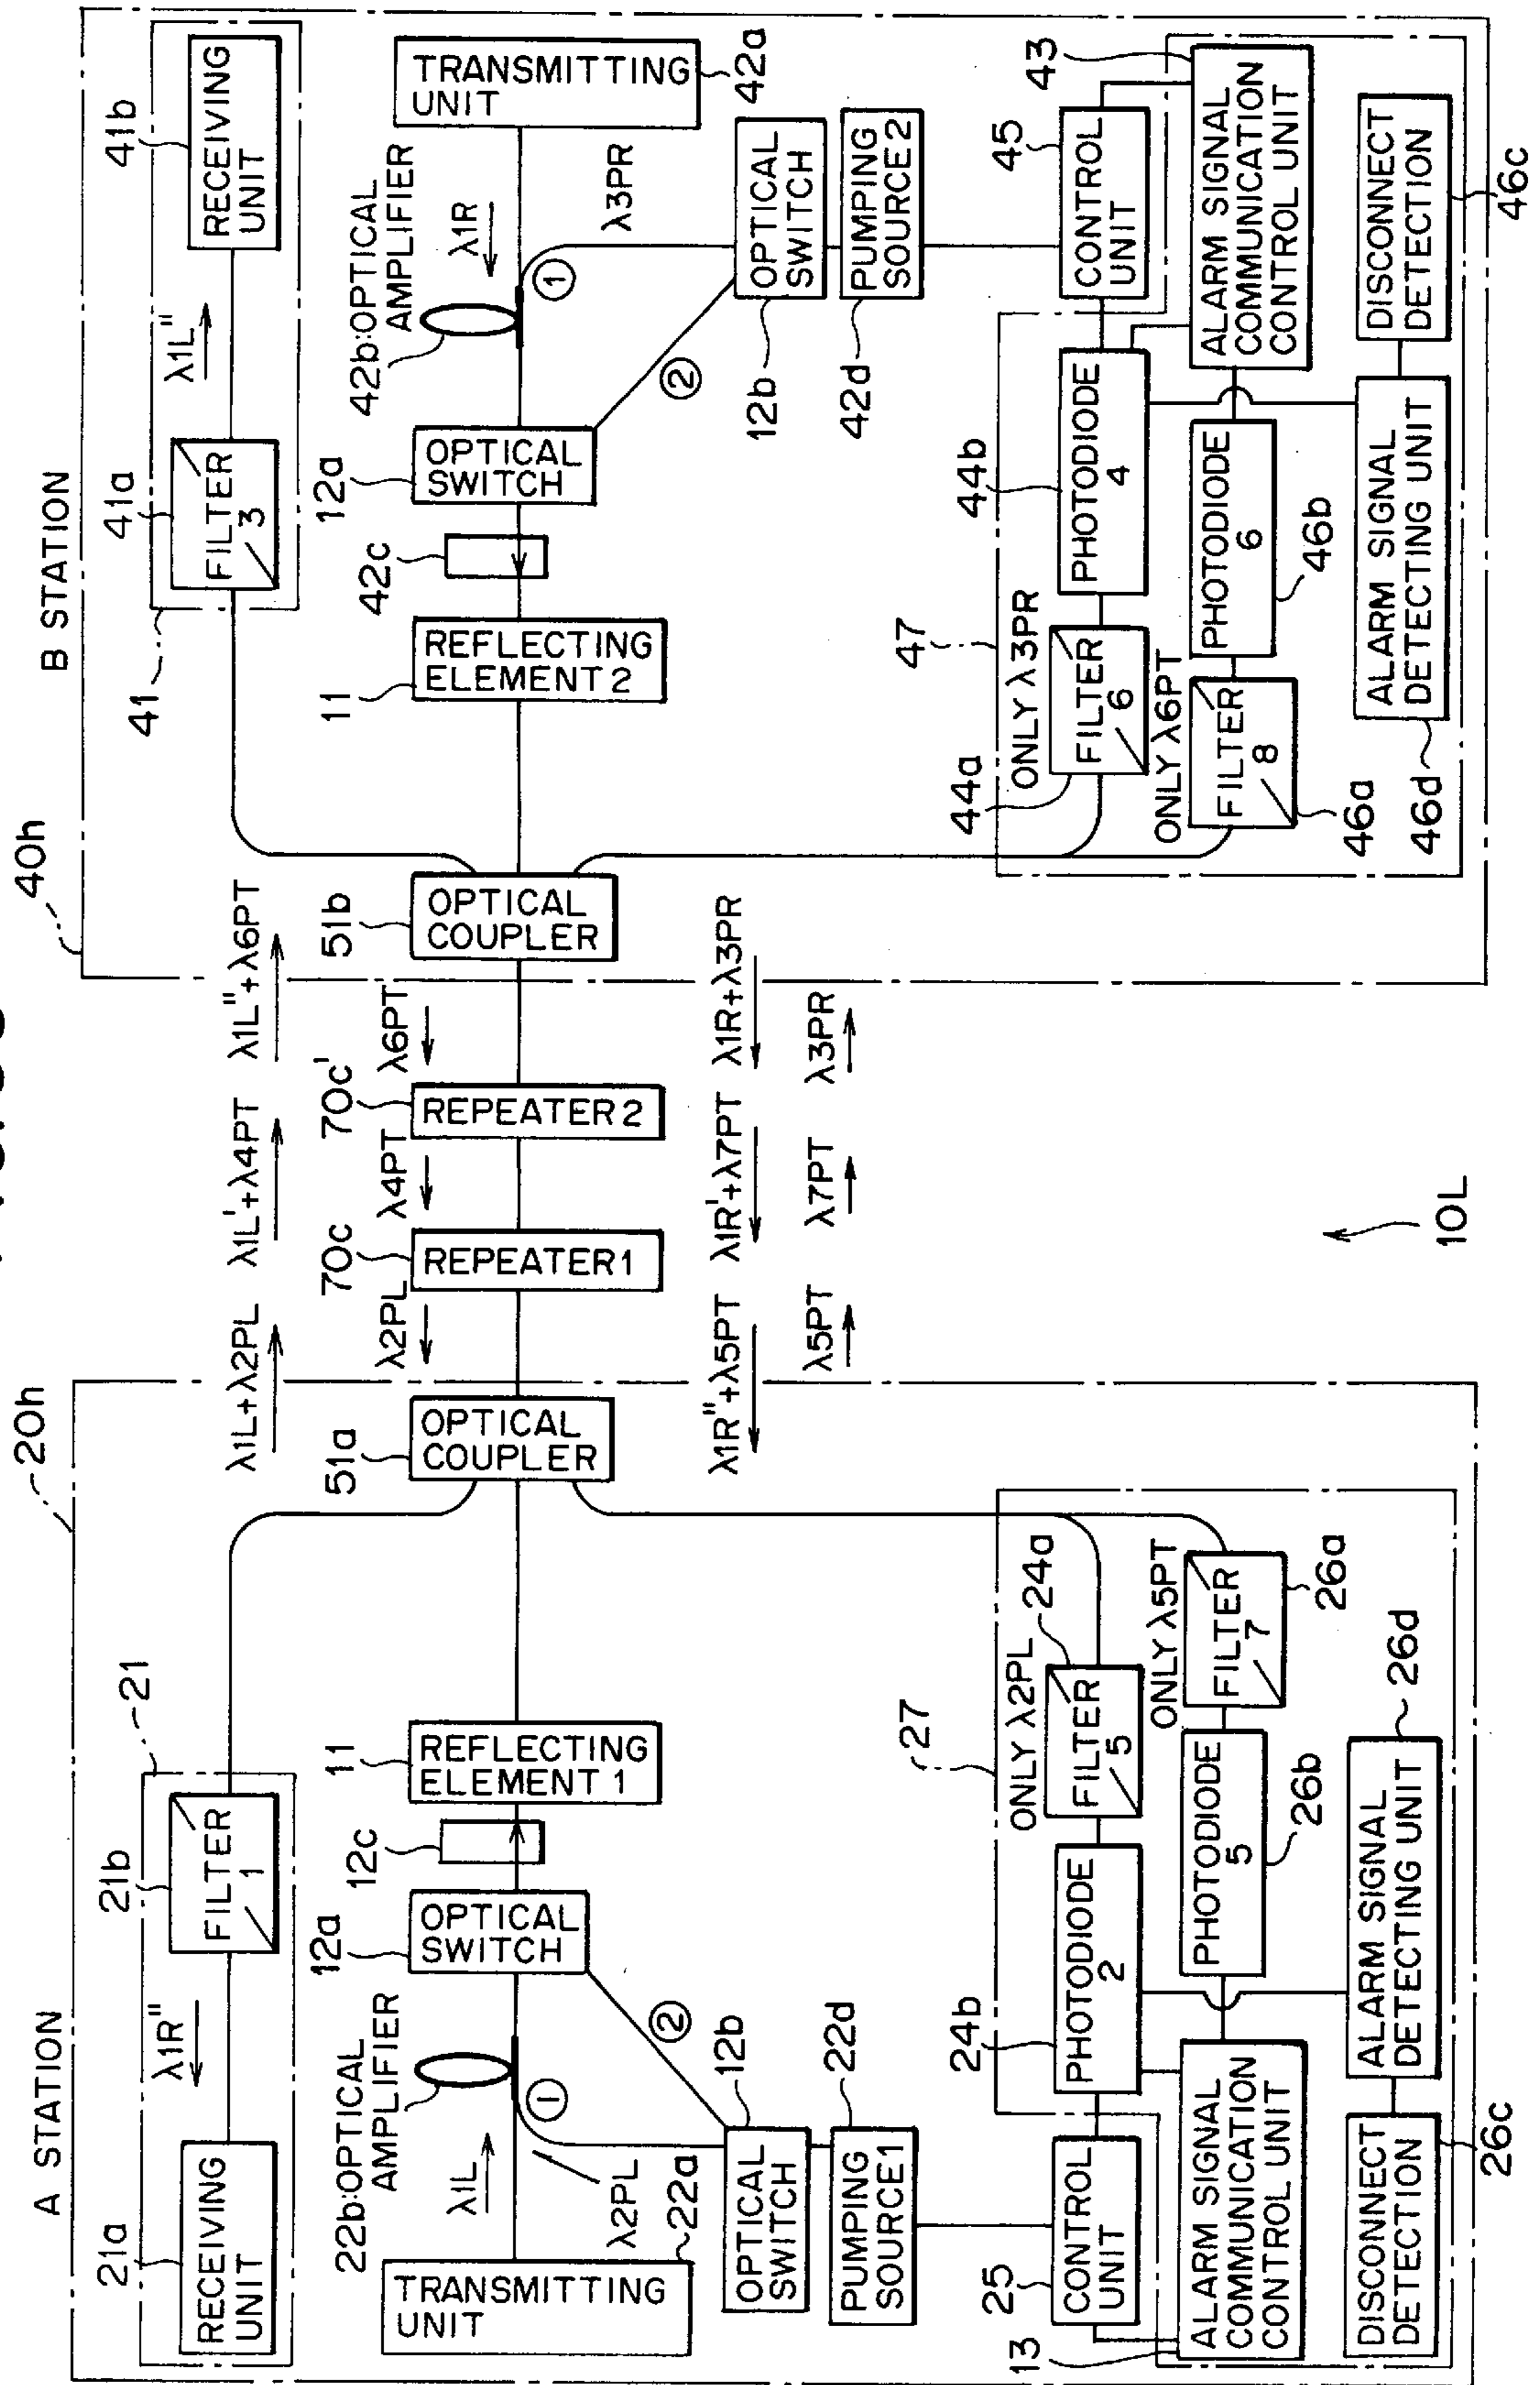 A STATION
20h
21a
RECEIVING
UNIT
λ1R"
21b
FILTER
1
21
TRANSMITTING
UNIT
22a
λ1L
22b:OPTICAL
AMPLIFIER
λ2PL
①
②
12a
OPTICAL
SWITCH
12c
11
REFLECTING
ELEMENT 1
51a
OPTICAL
COUPLER
OPTICAL
SWITCH
12b
PUMPING
SOURCE1
22d
25
CONTROL
UNIT
24b
PHOTODIODE
2
ONLY λ2PL
FILTER
5
24a
27
13
ALARM SIGNAL
COMMUNICATION
CONTROL UNIT
PHOTODIODE
5
26b
ONLY λ5PT
FILTER
7
26a
DISCONNECT
DETECTION
26c
ALARM SIGNAL
DETECTING UNIT
26d
λ1L+λ2PL
λ1L'+λ4PT
λ1L"+λ6PT
λ2PL
70c
REPEATER1
λ4PT
70c'
REPEATER2
λ6PT
λ1R"+λ5PT
λ1R'+λ7PT
λ1R+λ3PR
λ5PT
λ7PT
λ3PR
10L
B STATION
40h
41
41a
FILTER
3
λ1L"
41b
RECEIVING
UNIT
51b
OPTICAL
COUPLER
11
REFLECTING
ELEMENT2
42c
12a
OPTICAL
SWITCH
42b:OPTICAL
AMPLIFIER
λ1R
①
②
λ3PR
TRANSMITTING
UNIT
42a
12b
OPTICAL
SWITCH
42d
PUMPING
SOURCE2
47
ONLY λ3PR
44a
FILTER
6
44b
PHOTODIODE
4
45
CONTROL
UNIT
43
ONLY λ6PT
FILTER
8
46a
PHOTODIODE
6
46b
ALARM SIGNAL
COMMUNICATION
CONTROL UNIT
46d
ALARM SIGNAL
DETECTING UNIT
DISCONNECT
DETECTION
46c